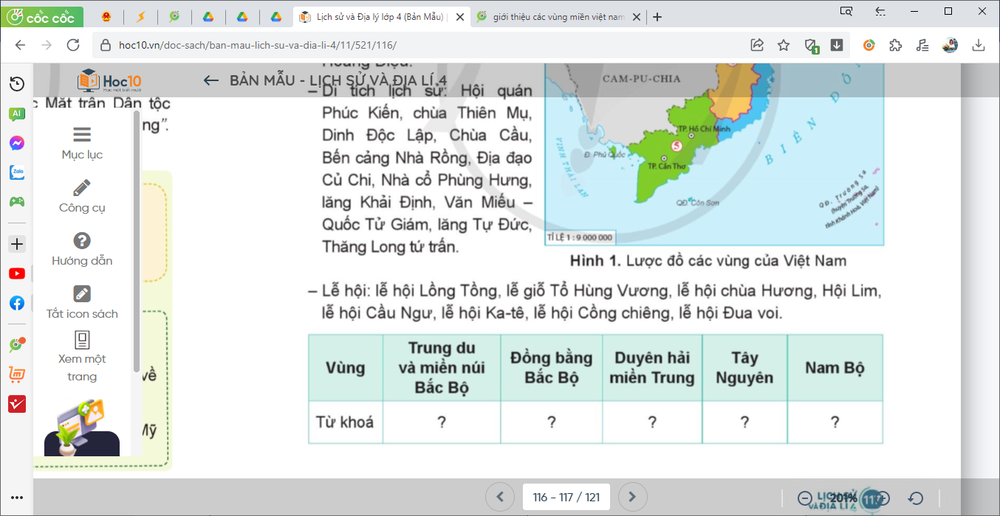 cốc cốc
Lịch sử và Địa lý lớp 4 (Bản Mẫu)
giới thiệu các vùng miền việt nam
hoc10.vn/doc-sach/ban-mau-lich-su-va-dia-li-4/11/521/116/
Hoc10
Học một biết mười
BẢN MẪU - LỊCH SỬ VÀ ĐỊA LÍ 4
Mặt trận Dân tộc
ng”.
AI
Zalo
Mục lục
Công cụ
Hướng dẫn
Tắt icon sách
Xem một
trang
về
Mỹ
Hoàng Diệu.
– Di tích lịch sử: Hội quán
Phúc Kiến, chùa Thiên Mụ,
Dinh Độc Lập, Chùa Cầu,
Bến cảng Nhà Rồng, Địa đạo
Củ Chi, Nhà cổ Phùng Hưng,
lăng Khải Định, Văn Miếu –
Quốc Tử Giám, lăng Tự Đức,
Thăng Long tứ trấn.
CAM-PU-CHIA
TP. Hồ Chí Minh
5
Đ. Phú Quốc
TP. Cần Thơ
VỊNH THÁI LAN
BIỂN ĐÔ
QĐ. Côn Sơn
QĐ. Trường Sa
(huyện Trường Sa,
tỉnh Khánh Hoà, Việt Nam)
TỈ LỆ 1 : 9 000 000
Hình 1. Lược đồ các vùng của Việt Nam
– Lễ hội: lễ hội Lồng Tồng, lễ giỗ Tổ Hùng Vương, lễ hội chùa Hương, Hội Lim,
lễ hội Cầu Ngư, lễ hội Ka-tê, lễ hội Cồng chiêng, lễ hội Đua voi.
Vùng
Trung du
và miền núi
Bắc Bộ
Đồng bằng
Bắc Bộ
Duyên hải
miền Trung
Tây
Nguyên
Nam Bộ
Từ khoá
?
?
?
?
?
116 - 117 / 121
201%
LỊCH SỬ
VÀ ĐỊA LÍ 4
117